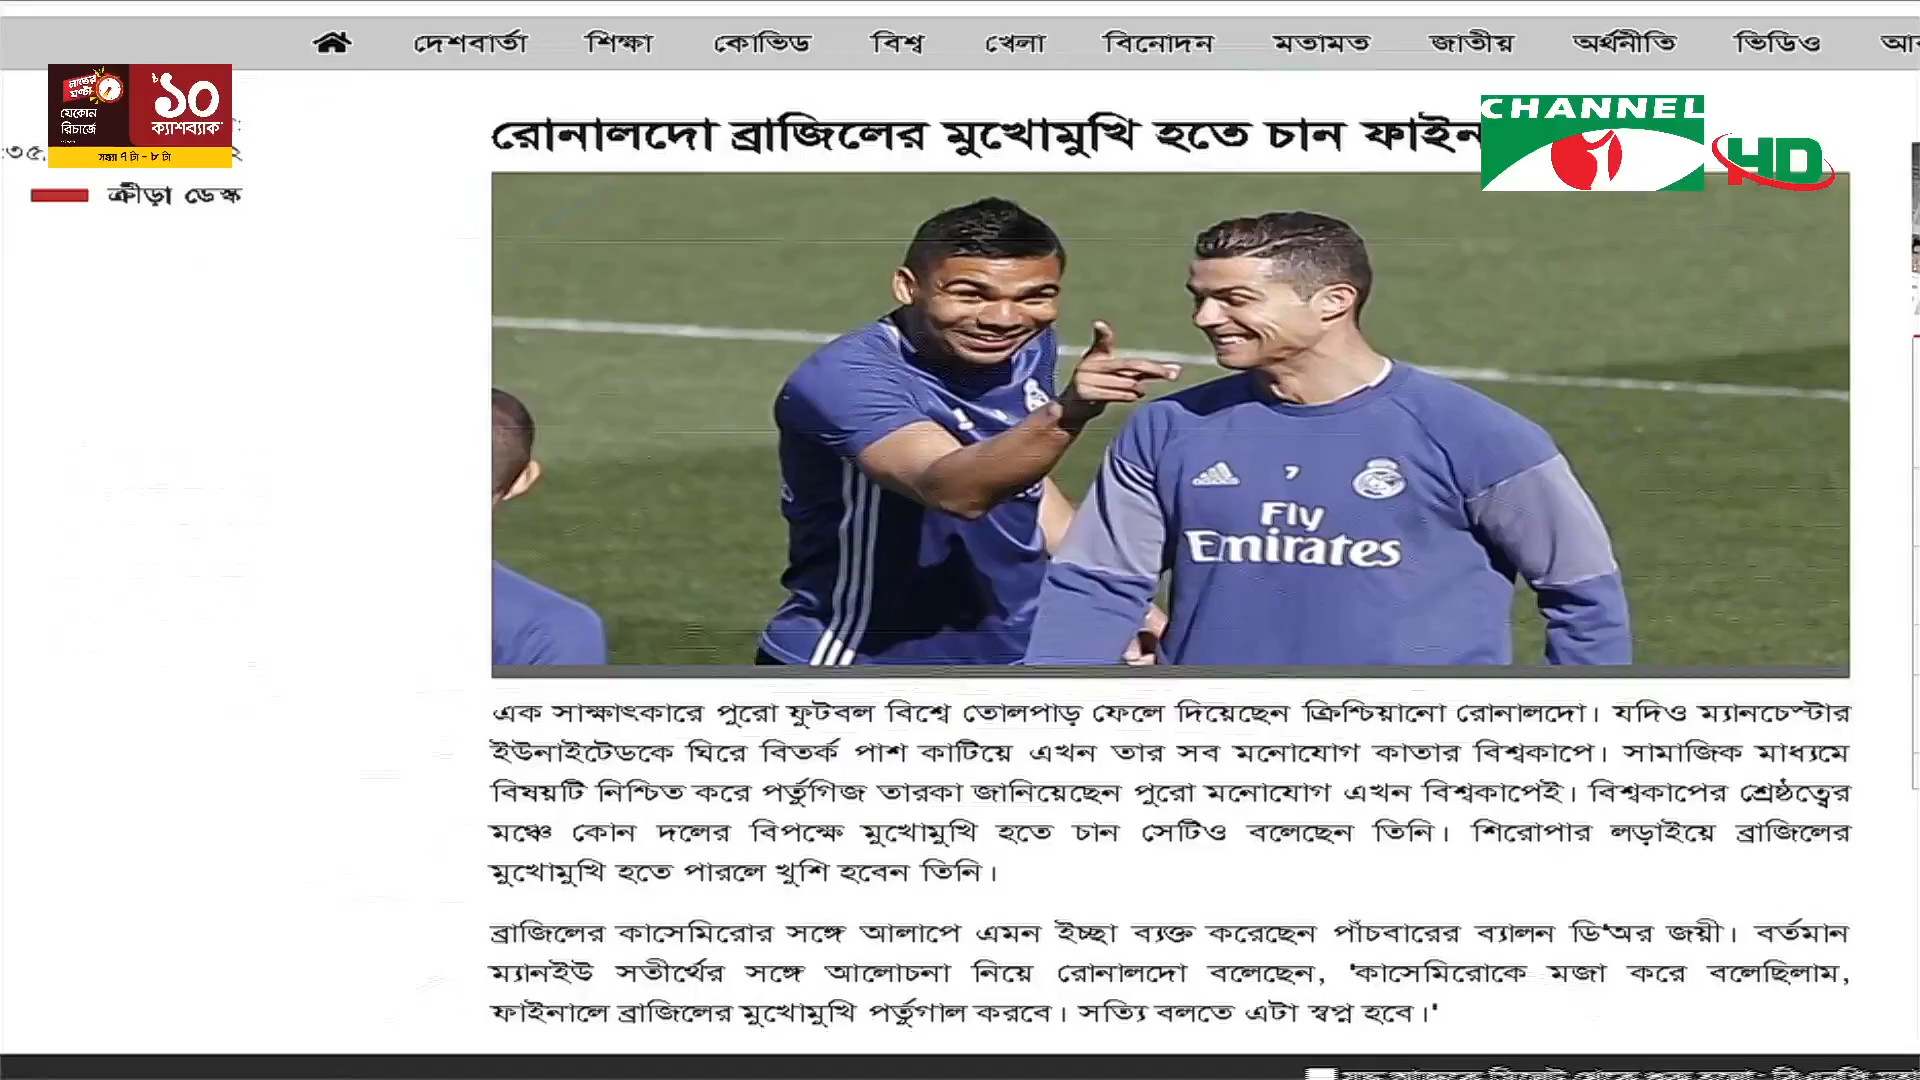 দেশবার্তা শিক্ষা কোভিড বিশ্ব খেলা বিনোদন মতামত জাতীয় অর্থনীতি ভিডিও
লাভের ঘণ্টা
যেকোন
রিচার্জে
৳১০
ক্যাশব্যাক
সন্ধ্যা ৭ টা - ৮ টা
ক্রীড়া ডেস্ক
রোনালদো ব্রাজিলের মুখোমুখি হতে চান
CHANNEL
HD
7
Fly
Emirates
এক সাক্ষাৎকারে পুরো ফুটবল বিশ্বে তোলপাড় ফেলে দিয়েছেন ক্রিশ্চিয়ানো রোনালদো। যদিও ম্যানচেস্টার
ইউনাইটেডকে ঘিরে বিতর্ক পাশ কাটিয়ে এখন তার সব মনোযোগ কাতার বিশ্বকাপে। সামাজিক মাধ্যমে
বিষয়টি নিশ্চিত করে পর্তুগিজ তারকা জানিয়েছেন পুরো মনোযোগ এখন বিশ্বকাপেই। বিশ্বকাপের শ্রেষ্ঠত্বের
মঞ্চে কোন দলের বিপক্ষে মুখোমুখি হতে চান সেটিও বলেছেন তিনি। শিরোপার লড়াইয়ে ব্রাজিলের
মুখোমুখি হতে পারলে খুশি হবেন তিনি।
ব্রাজিলের কাসেমিরোর সঙ্গে আলাপে এমন ইচ্ছা ব্যক্ত করেছেন পাঁচবারের ব্যালন ডি'অর জয়ী। বর্তমান
ম্যানইউ সতীর্থের সঙ্গে আলোচনা নিয়ে রোনালদো বলেছেন, 'কাসেমিরোকে মজা করে বলেছিলাম,
ফাইনালে ব্রাজিলের মুখোমুখি পর্তুগাল করবে। সত্যি বলতে এটা স্বপ্ন হবে।'